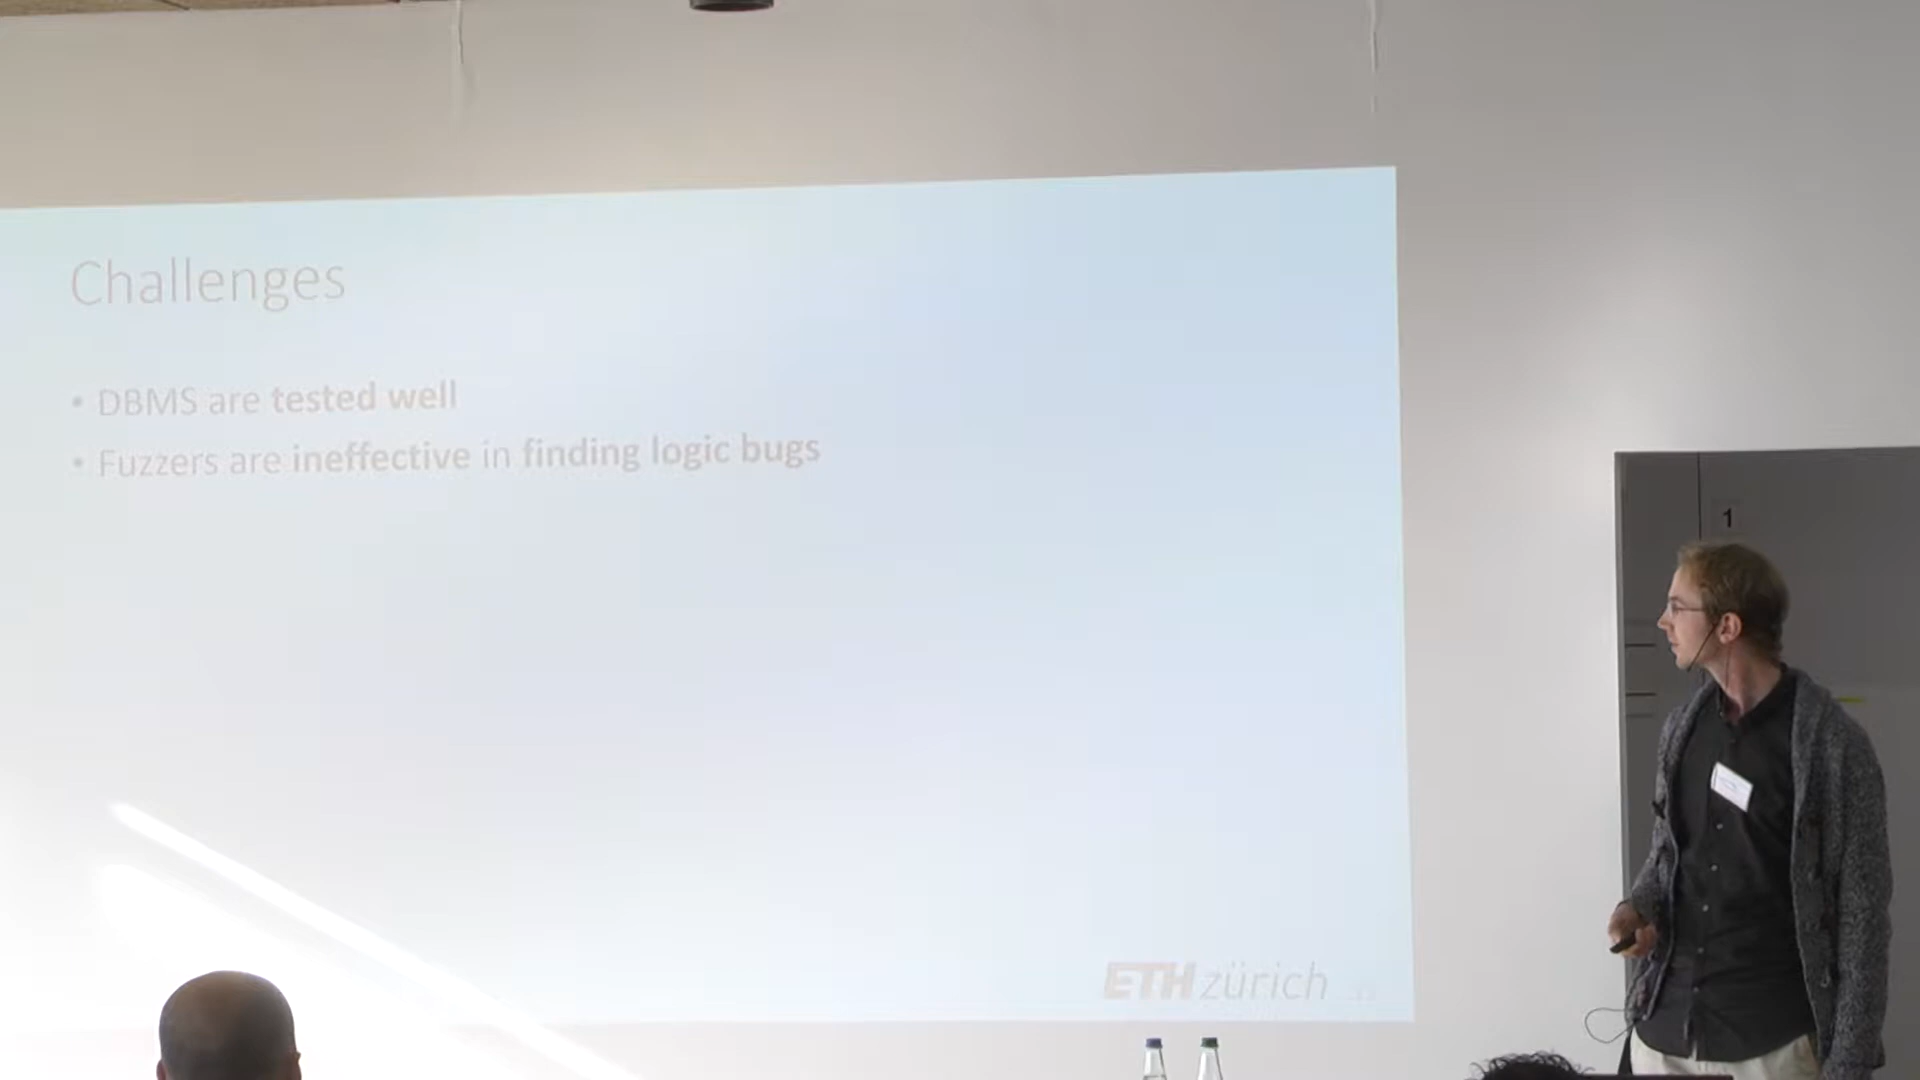 Challenges
• DBMS are tested well
• Fuzzers are ineffective in finding logic bugs
1
ETH zürich